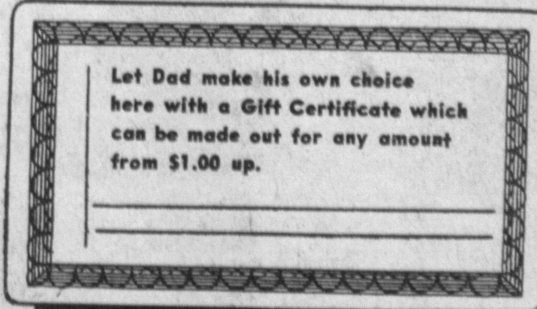 Let Dad make his own choice
here with a Gift Certificate which
can be made out for any amount
from $1.00 up.